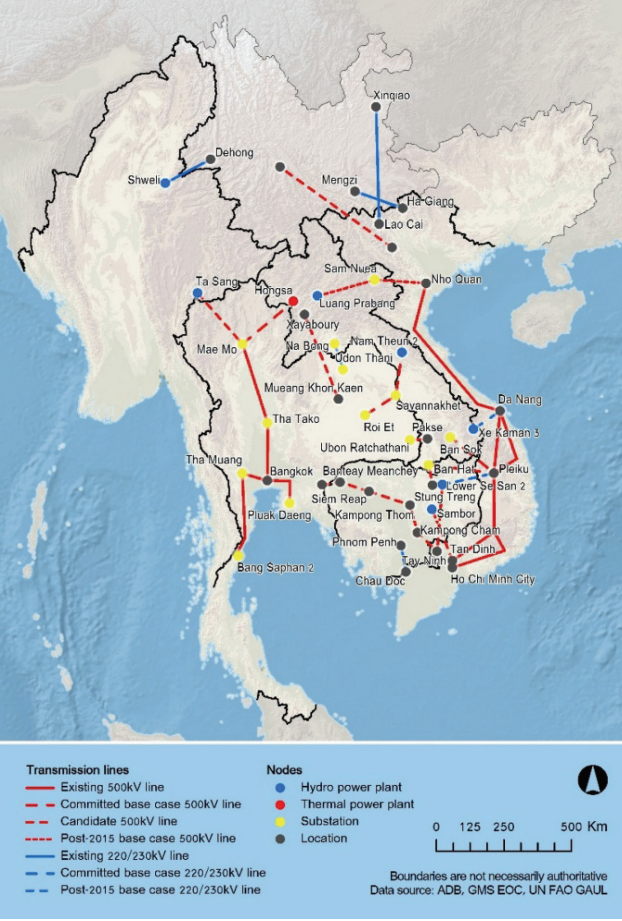 Xinqiao
Dehong
Shweli
Mengzi
Ha Giang
Lao Cai
Sam Nuea
Ta Sang
Hongsa
Nho Quan
Luang Prabang
Xayaboury
Mae Mo
Na Bong
Nam Theun 2
Udon Thani
Mueang Khon Kaen
Savannakhet
Da Nang
Tha Tako
Roi Et
Pakse
Xe Kaman 3
Ubon Ratchathani
Ban Sok
Tha Muang
Bangkok
Banteay Meanchey
Ban Hat
Pleiku
Lower Se San 2
Siem Reap
Stung Treng
Pluak Daeng
Kampong Thom
Sambor
Kampong Cham
Phnom Penh
Tan Dinh
Tay Ninh
Bang Saphan 2
Chau Doc
Ho Chi Minh City
Transmission lines
Existing 500kV line
Committed base case 500kV line
Candidate 500kV line
Post-2015 base case 500kV line
Existing 220/230kV line
Committed base case 220/230kV line
Post-2015 base case 220/230kV line
Nodes
Hydro power plant
Thermal power plant
Substation
Location
0 125 250 500 Km
Boundaries are not necessarily authoritative
Data source: ADB, GMS EOC, UN FAO GAUL